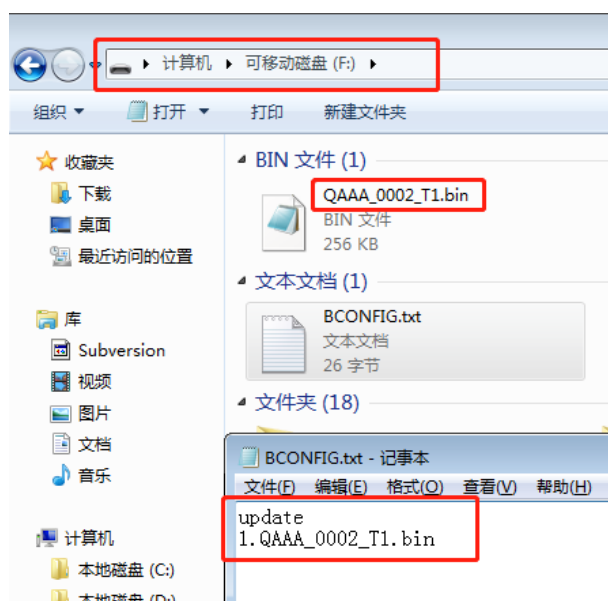 计算机 可移动磁盘 (F:)
组织 打开 打印 新建文件夹
收藏夹
下载
桌面
最近访问的位置
库
Subversion
视频
图片
文档
音乐
计算机
本地磁盘 (C:)
本地磁盘 (D:)
BIN 文件 (1)
QAAA_0002_T1.bin
BIN 文件
256 KB
文本文档 (1)
BCONFIG.txt
文本文档
26 字节
文件夹 (18)
BCONFIG.txt - 记事本
文件(F) 编辑(E) 格式(O) 查看(V) 帮助(H)
update
1.QAAA_0002_T1.bin